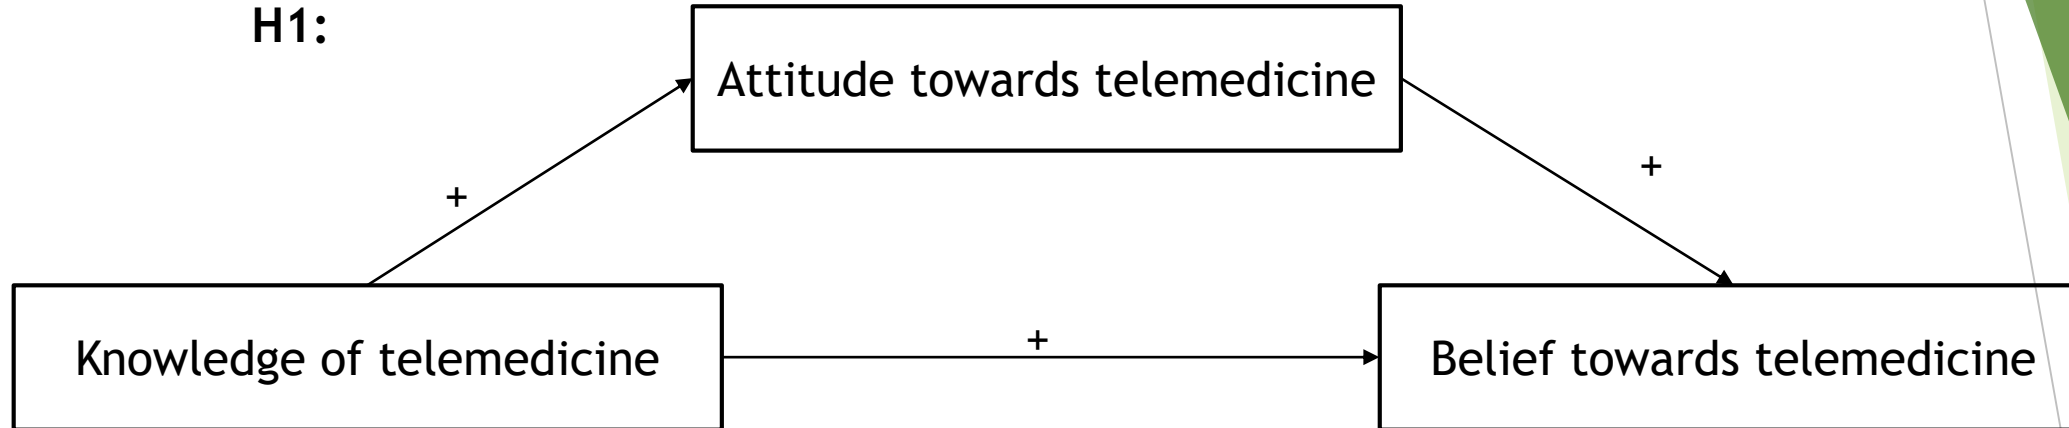 H1:
Attitude towards telemedicine
+
+
Knowledge of telemedicine
+
Belief towards telemedicine